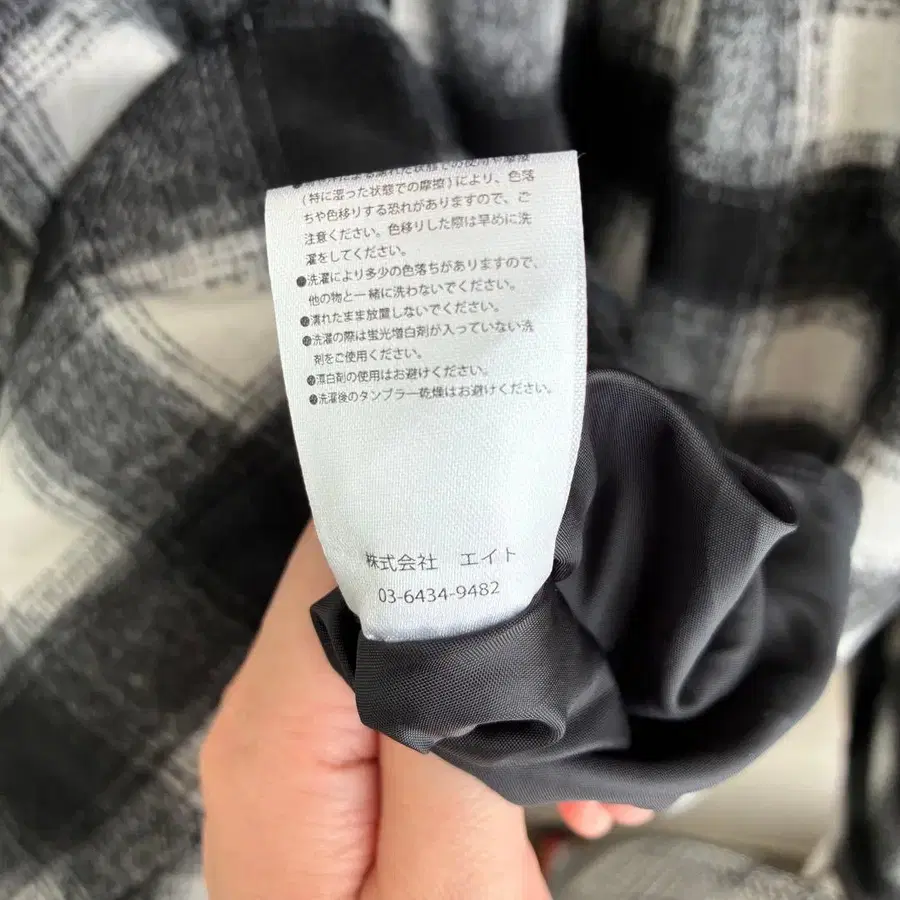 (特に湿った状態での摩擦)により、色落
ちや色移りする恐れがありますので、ご
注意ください。色移りした際は早めに洗
濯をしてください。
●洗濯により多少の色落ちがありますので、
他の物と一緒に洗わないでください。
●濡れたまま放置しないでください。
●洗濯の際は蛍光増白剤が入っていない洗
剤をご使用ください。
●漂白剤の使用はお避けください。
●洗濯後のタンブラー乾燥はお避けください。
株式会社 エイト
03-6434-9482